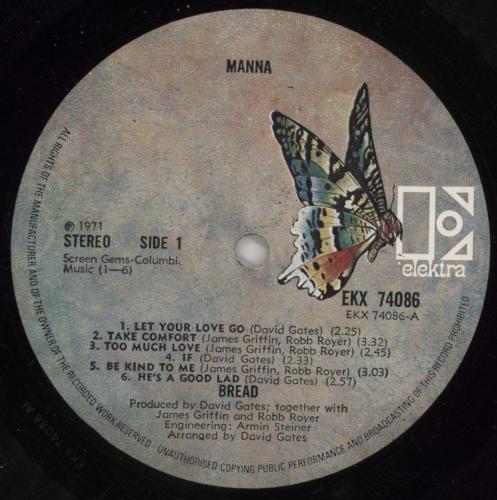 MANNA
℗ 1971
STEREO SIDE 1
Screen Gems-Columbi
Music (1–6)
elektra
EKX 74086
EKX 74086-A
1. LET YOUR LOVE GO (David Gates) (2.25)
2. TAKE COMFORT (James Griffin, Robb Royer) (3.32)
3. TOO MUCH LOVE (James Griffin, Robb Royer) (2.45)
4. IF (David Gates) (2.33)
5. BE KIND TO ME (James Griffin, Robb Royer) (3.03)
6. HE'S A GOOD LAD (David Gates) (2.57)
BREAD
Produced by David Gates; together with
James Griffin and Robb Royer
Engineering: Armin Steiner
Arranged by David Gates
ALL RIGHTS OF THE MANUFACTURER AND OF THE OWNER OF THE RECORDED WORK RESERVED. UNAUTHORISED COPYING PUBLIC PERFORMANCE AND BROADCASTING OF THIS RECORD PROHIBITED